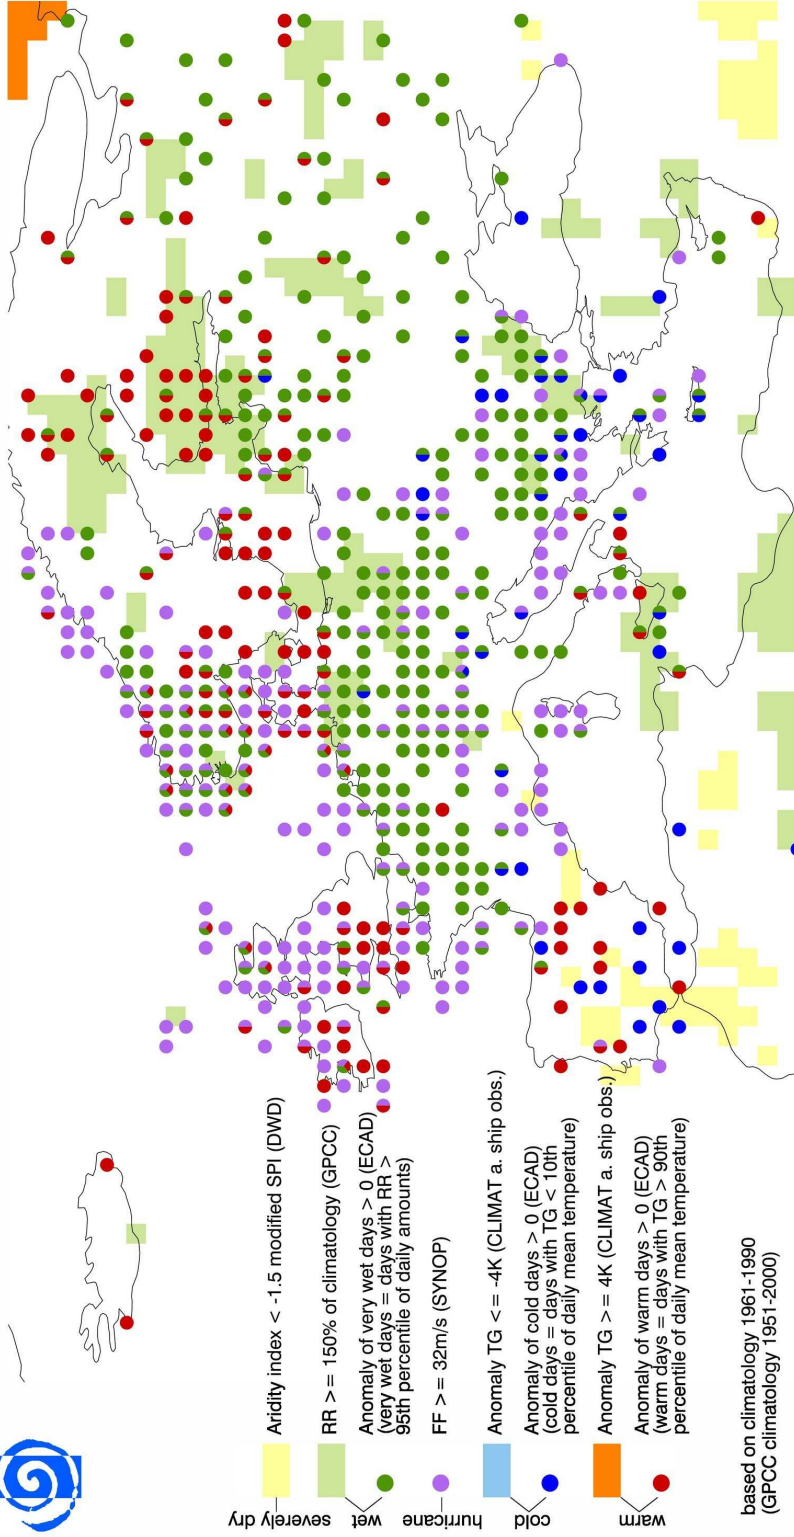 severely dry
Aridity index < -1.5 modified SPI (DWD)
wet
RR >= 150% of climatology (GPCC)
Anomaly of very wet days > 0 (ECAD)
(very wet days = days with RR >
95th percentile of daily amounts)
hurricane
FF >= 32m/s (SYNOP)
cold
Anomaly TG <= -4K (CLIMAT a. ship obs.)
Anomaly of cold days > 0 (ECAD)
(cold days = days with TG < 10th
percentile of daily mean temperature)
warm
Anomaly TG >= 4K (CLIMAT a. ship obs.)
Anomaly of warm days > 0 (ECAD)
(warm days = days with TG > 90th
percentile of daily mean temperature)
based on climatology 1961-1990
(GPCC climatology 1951-2000)